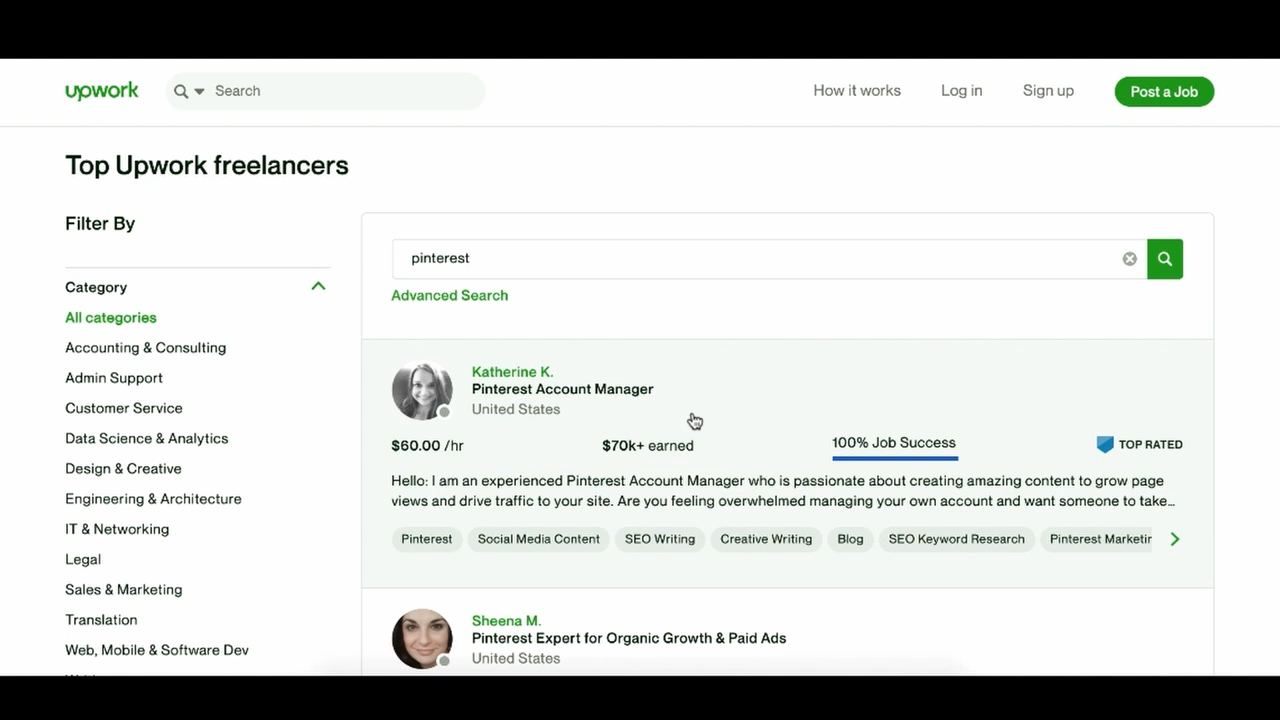 upwork
Search
How it works
Log in
Sign up
Post a Job
Top Upwork freelancers
Filter By
Category
All categories
Accounting & Consulting
Admin Support
Customer Service
Data Science & Analytics
Design & Creative
Engineering & Architecture
IT & Networking
Legal
Sales & Marketing
Translation
Web, Mobile & Software Dev
pinterest
Advanced Search
Katherine K.
Pinterest Account Manager
United States
$60.00 /hr
$70k+ earned
100% Job Success
TOP RATED
Hello: I am an experienced Pinterest Account Manager who is passionate about creating amazing content to grow page
views and drive traffic to your site. Are you feeling overwhelmed managing your own account and want someone to take…
Pinterest
Social Media Content
SEO Writing
Creative Writing
Blog
SEO Keyword Research
Pinterest Marketin
Sheena M.
Pinterest Expert for Organic Growth & Paid Ads
United States